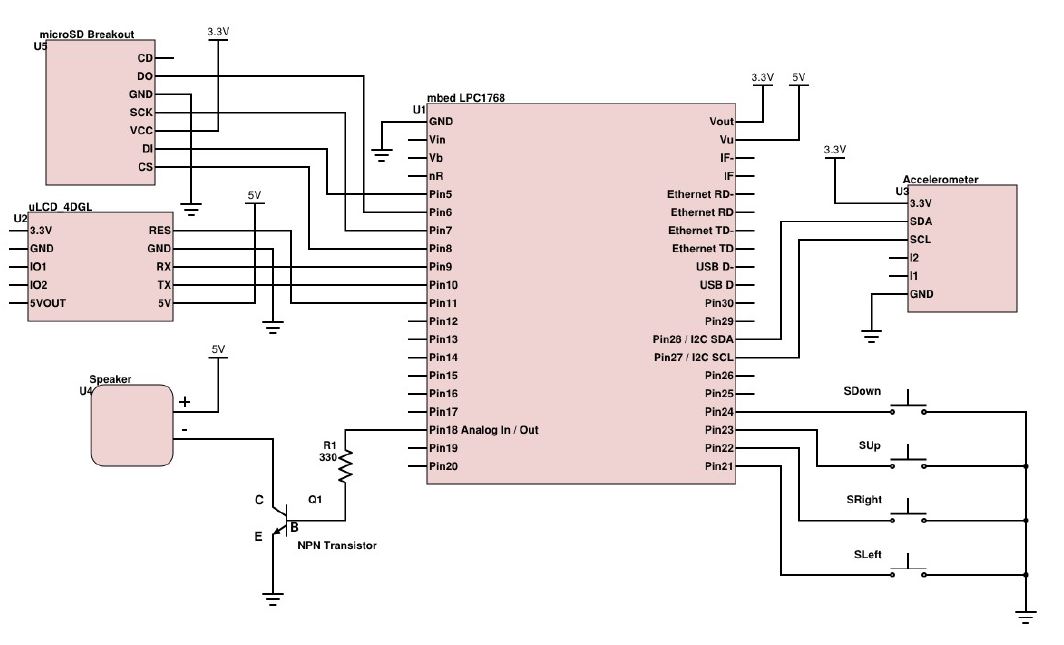 microSD Breakout
U5
CD
DO
GND
SCK
VCC
DI
CS
3.3V
uLCD_4DGL
U2
3.3V
GND
IO1
IO2
5VOUT
RES
GND
RX
TX
5V
5V
Speaker
U4
+
-
5V
R1
330
C
Q1
B
E
NPN Transistor
mbed LPC1768
U1
GND
Vin
Vb
nR
Pin5
Pin6
Pin7
Pin8
Pin9
Pin10
Pin11
Pin12
Pin13
Pin14
Pin15
Pin16
Pin17
Pin18 Analog In / Out
Pin19
Pin20
3.3V
5V
Vout
Vu
IF-
IF
Ethernet RD-
Ethernet RD
Ethernet TD-
Ethernet TD
USB D-
USB D
Pin30
Pin29
Pin28 / I2C SDA
Pin27 / I2C SCL
Pin26
Pin25
Pin24
Pin23
Pin22
Pin21
3.3V
Accelerometer
U3
3.3V
SDA
SCL
I2
I1
GND
SDown
SUp
SRight
SLeft